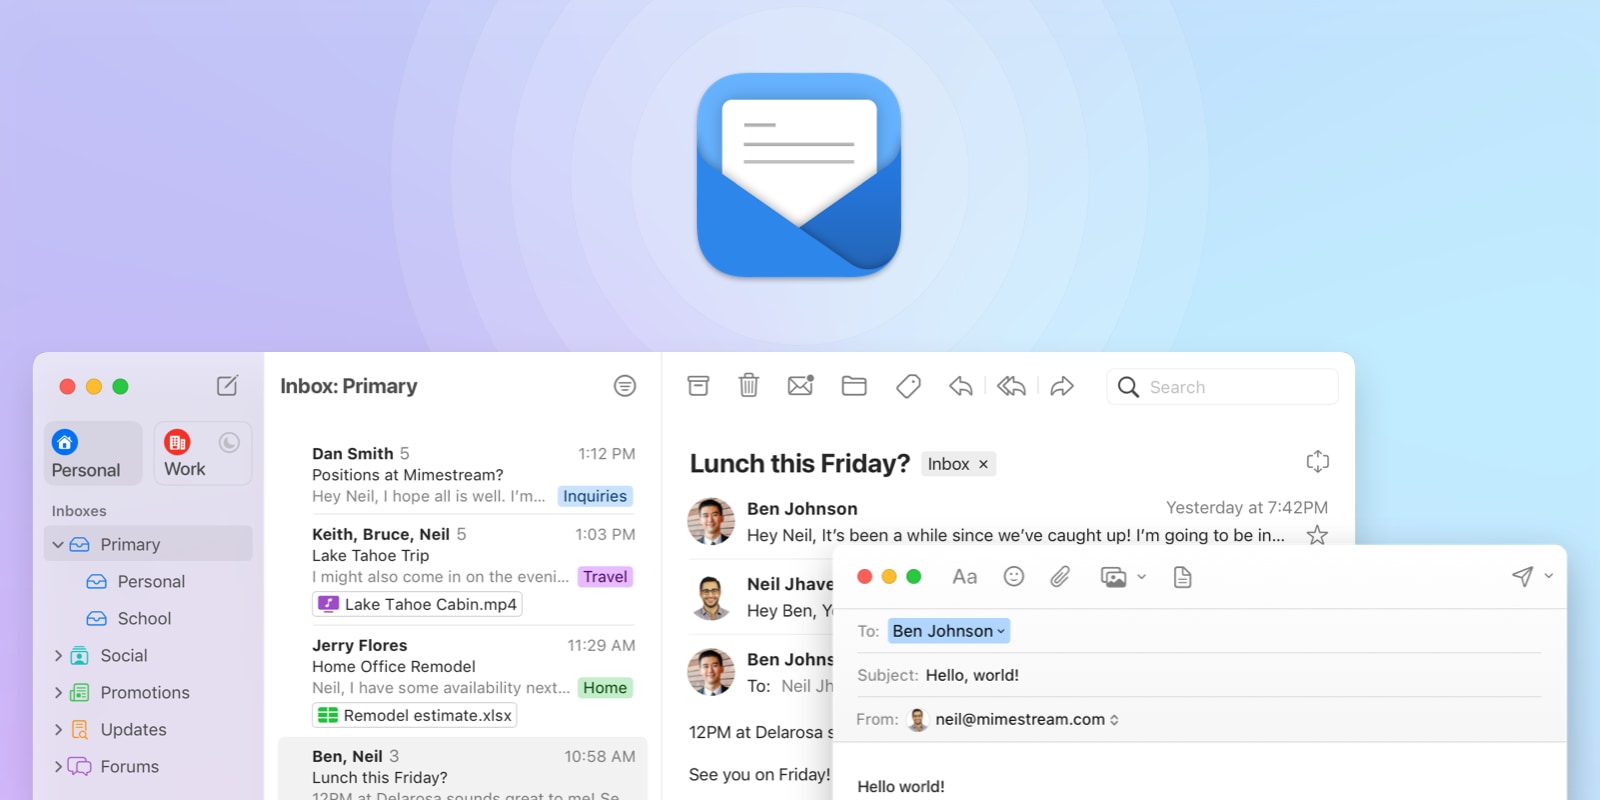 Personal
Work
Inboxes
Primary
Personal
School
Social
Promotions
Updates
Forums
Inbox: Primary
Dan Smith 5 1:12 PM
Positions at Mimestream?
Hey Neil, I hope all is well. I'm... Inquiries
Keith, Bruce, Neil 5 1:03 PM
Lake Tahoe Trip
I might also come in on the eveni... Travel
Lake Tahoe Cabin.mp4
Jerry Flores 11:29 AM
Home Office Remodel
Neil, I have some availability next... Home
Remodel estimate.xlsx
Ben, Neil 3 10:58 AM
Lunch this Friday?
12PM at Delarosa sounds great to me! Se
Search
Lunch this Friday? Inbox ×
Ben Johnson Yesterday at 7:42PM
Hey Neil, It's been a while since we've caught up! I'm going to be in...
Neil Jhave
Hey Ben, Y
Ben Johns
To: Neil Jh
12PM at Delarosa s
See you on Friday!
Aa
To: Ben Johnson
Subject: Hello, world!
From: neil@mimestream.com
Hello world!